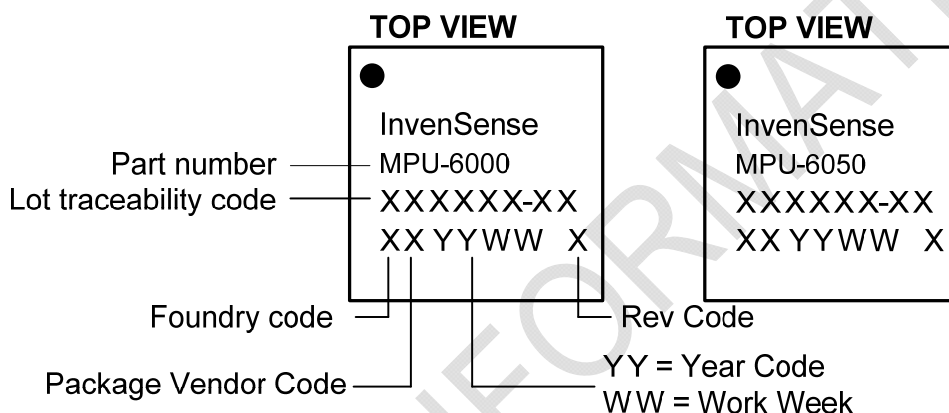 TOP VIEW
InvenSense
MPU-6000
XXXXXX-XX
XX YYWW X
Part number
Lot traceability code
Foundry code
Package Vendor Code
Rev Code
YY = Year Code
WW = Work Week
TOP VIEW
InvenSense
MPU-6050
XXXXXX-XX
XX YYWW X